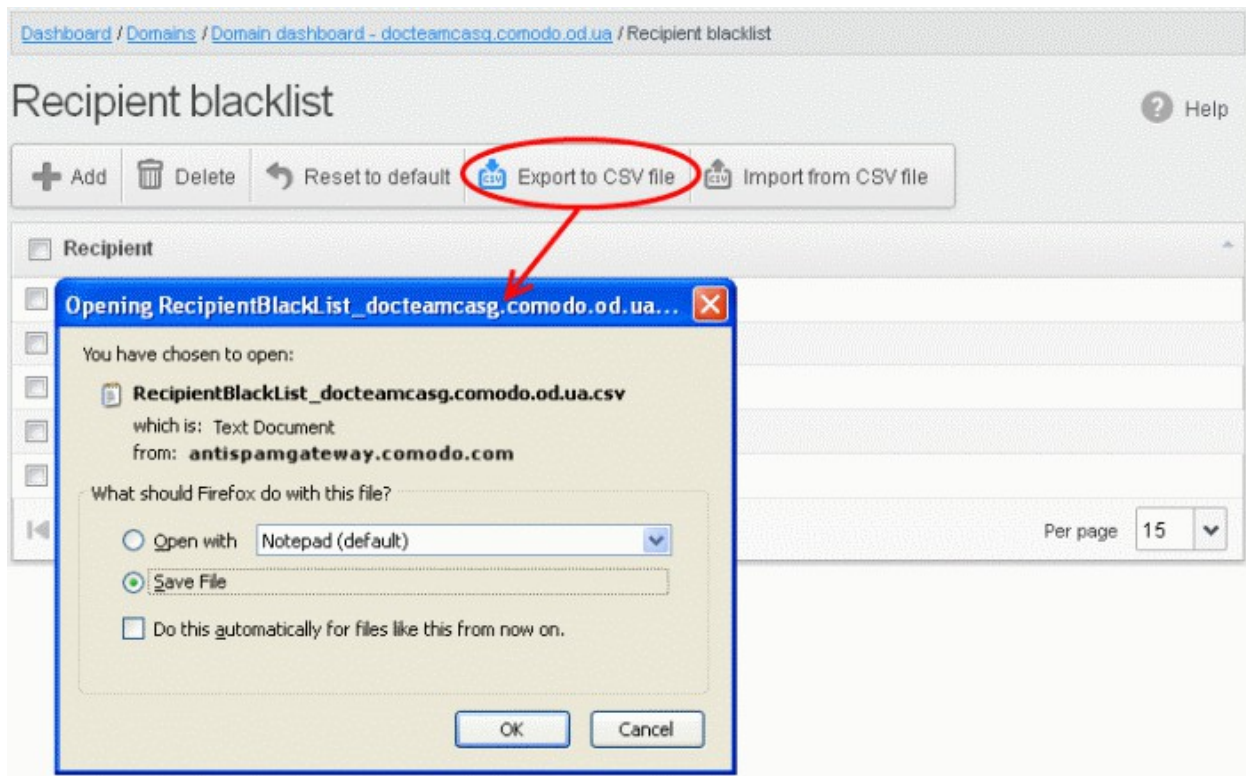 Dashboard / Domains / Domain dashboard - docteamcasg.comodo.od.ua / Recipient blacklist
Recipient blacklist
Help
Add Delete Reset to default CSV Export to CSV file CSV Import from CSV file
Recipient
Opening RecipientBlackList_docteamcasg.comodo.od.ua...
You have chosen to open:
RecipientBlackList_docteamcasg.comodo.od.ua.csv
which is: Text Document
from: antispamgateway.comodo.com
What should Firefox do with this file?
Open with Notepad (default)
Save File
Per page 15
Do this automatically for files like this from now on.
OK Cancel